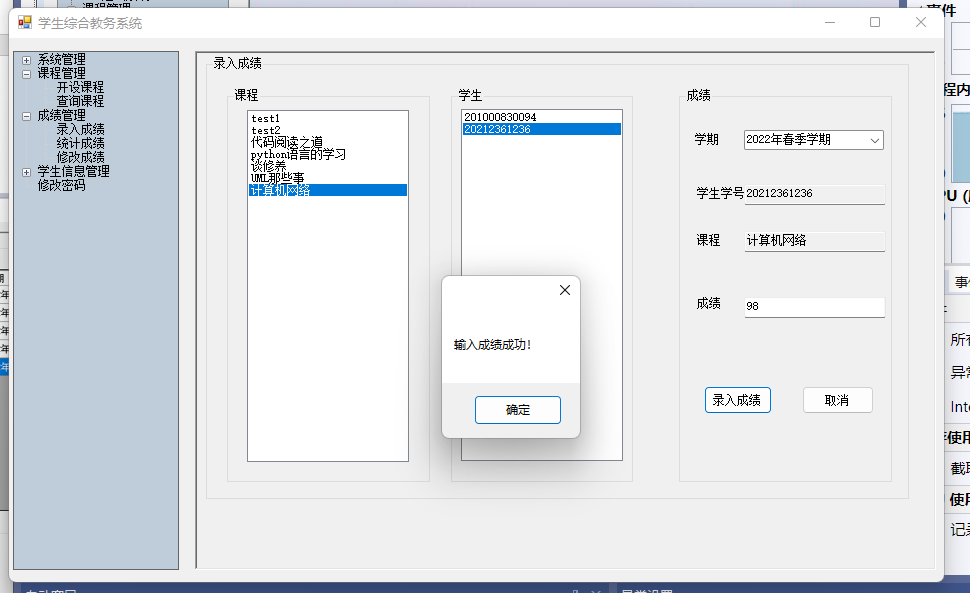 课程管理
事件
学生综合教务系统
系统管理
课程管理
开设课程
查询课程
成绩管理
录入成绩
统计成绩
修改成绩
学生信息管理
修改密码
录入成绩
课程
test1
test2
代码阅读之道
python语言的学习
谈修养
UML那些事
计算机网络
学生
201000830094
20212361236
成绩
学期
2022年春季学期
学生学号
20212361236
课程
计算机网络
成绩
98
录入成绩
取消
输入成绩成功!
确定
程内
所有
异常
Inte
使用
截取
使用
记录